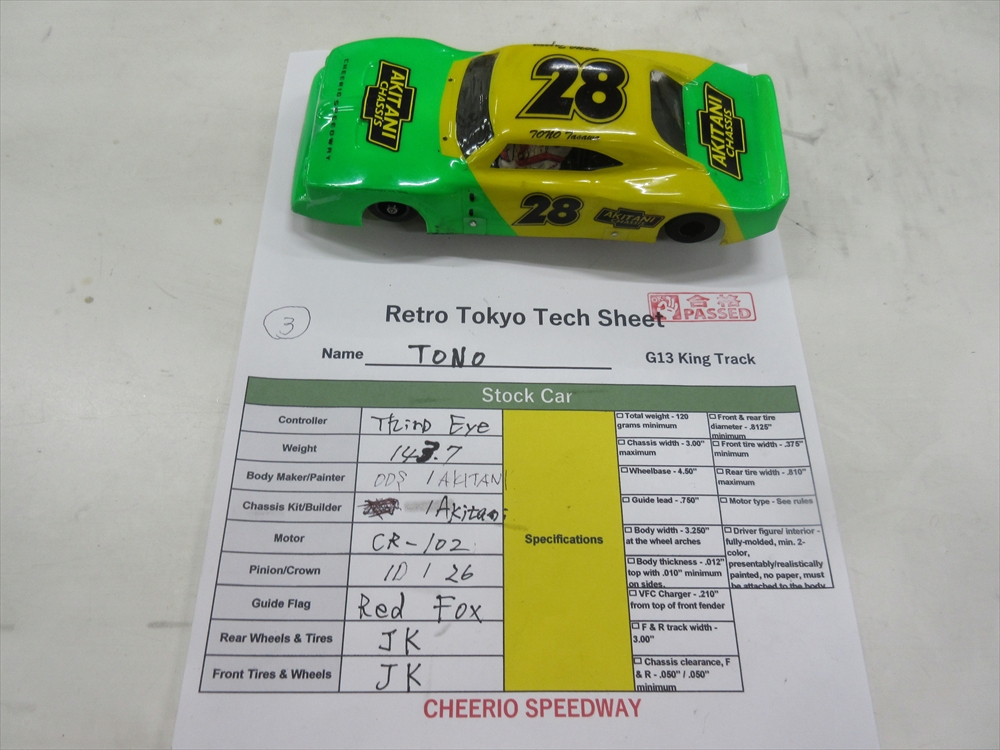 CHEERIO SPEEDWAY
AKITANI
CHASSIS
28
TONO Tasawa
28
AKITANI
CHASSIS
AKITANI
CHASSIS
3
Retro Tokyo Tech Sheet
合格
PASSED
Name TONO
G13 King Track
Stock Car
Controller Third Eye
Weight 143.7
Body Maker/Painter DDS / AKITANI
Chassis Kit/Builder / Akitani
Motor CR-102
Pinion/Crown 10 / 26
Guide Flag Red Fox
Rear Wheels & Tires JK
Front Tires & Wheels JK
Specifications
Total weight - 120
grams minimum
Chassis width - 3.00"
maximum
Wheelbase - 4.50"
Guide lead - .750"
Body width - 3.250"
at the wheel arches
Body thickness - .012"
top with .010" minimum
on sides.
VFC Charger - .210"
from top of front fender
F & R track width -
3.00"
Chassis clearance, F
& R - .050" / .050"
minimum
Front & rear tire
diameter - .8125"
minimum
Front tire width - .375"
minimum
Rear tire width - .810"
maximum
Motor type - See rules
Driver figure/ interior -
fully-molded, min. 2-
color,
presentably/realistically
painted, no paper, must
be attached to the body
CHEERIO SPEEDWAY